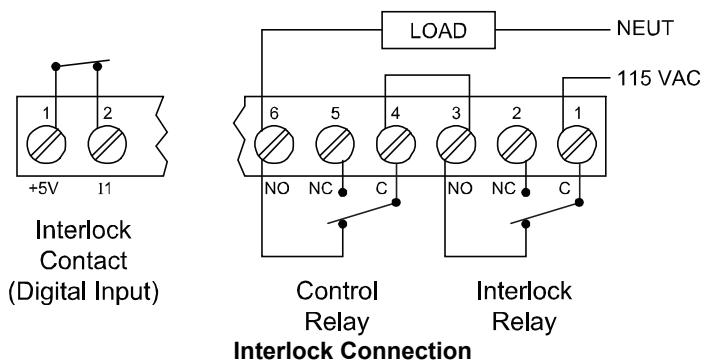 LOAD
NEUT
115 VAC
1 2
+5V I1
Interlock
Contact
(Digital Input)
6 5 4 3 2 1
NO NC C NO NC C
Control
Relay
Interlock
Relay
Interlock Connection